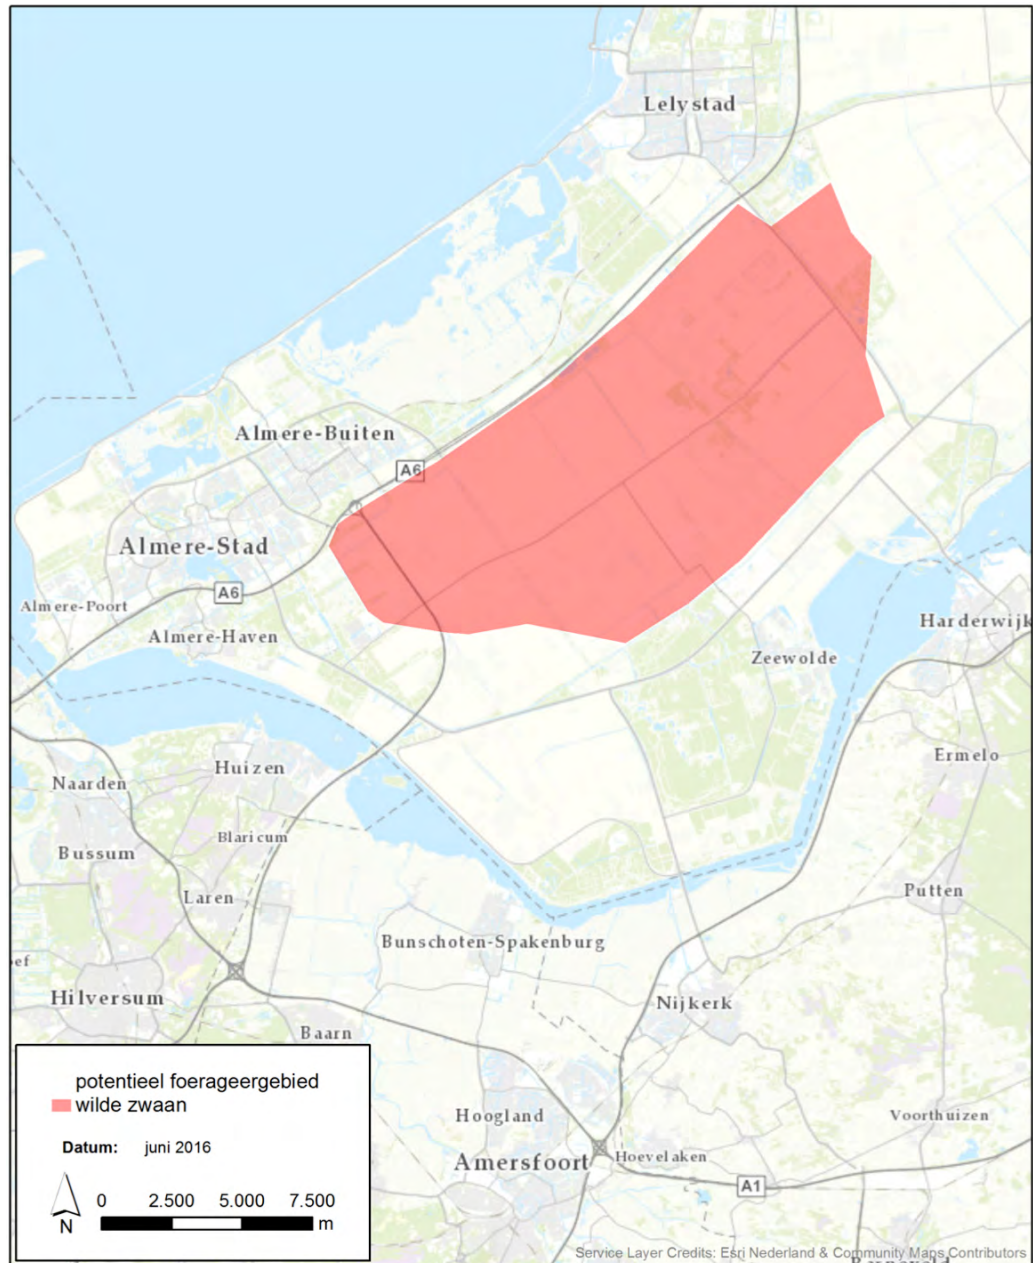 Lelystad
Almere-Buiten
A6
Almere-Stad
A6
Almere-Poort
Almere-Haven
Harderwijk
Zeewolde
Ermelo
Huizen
Naarden
Blaricum
Bussum
Laren
Putten
Bunschoten-Spakenburg
Hilversum
Nijkerk
Baarn
Hoogland
Voorthuizen
Amersfoort
Hoevelaken
A1
potentieel foerageergebied
wilde zwaan
Datum: juni 2016
0 2.500 5.000 7.500
m
N
Service Layer Credits: Esri Nederland & Community Maps Contributors